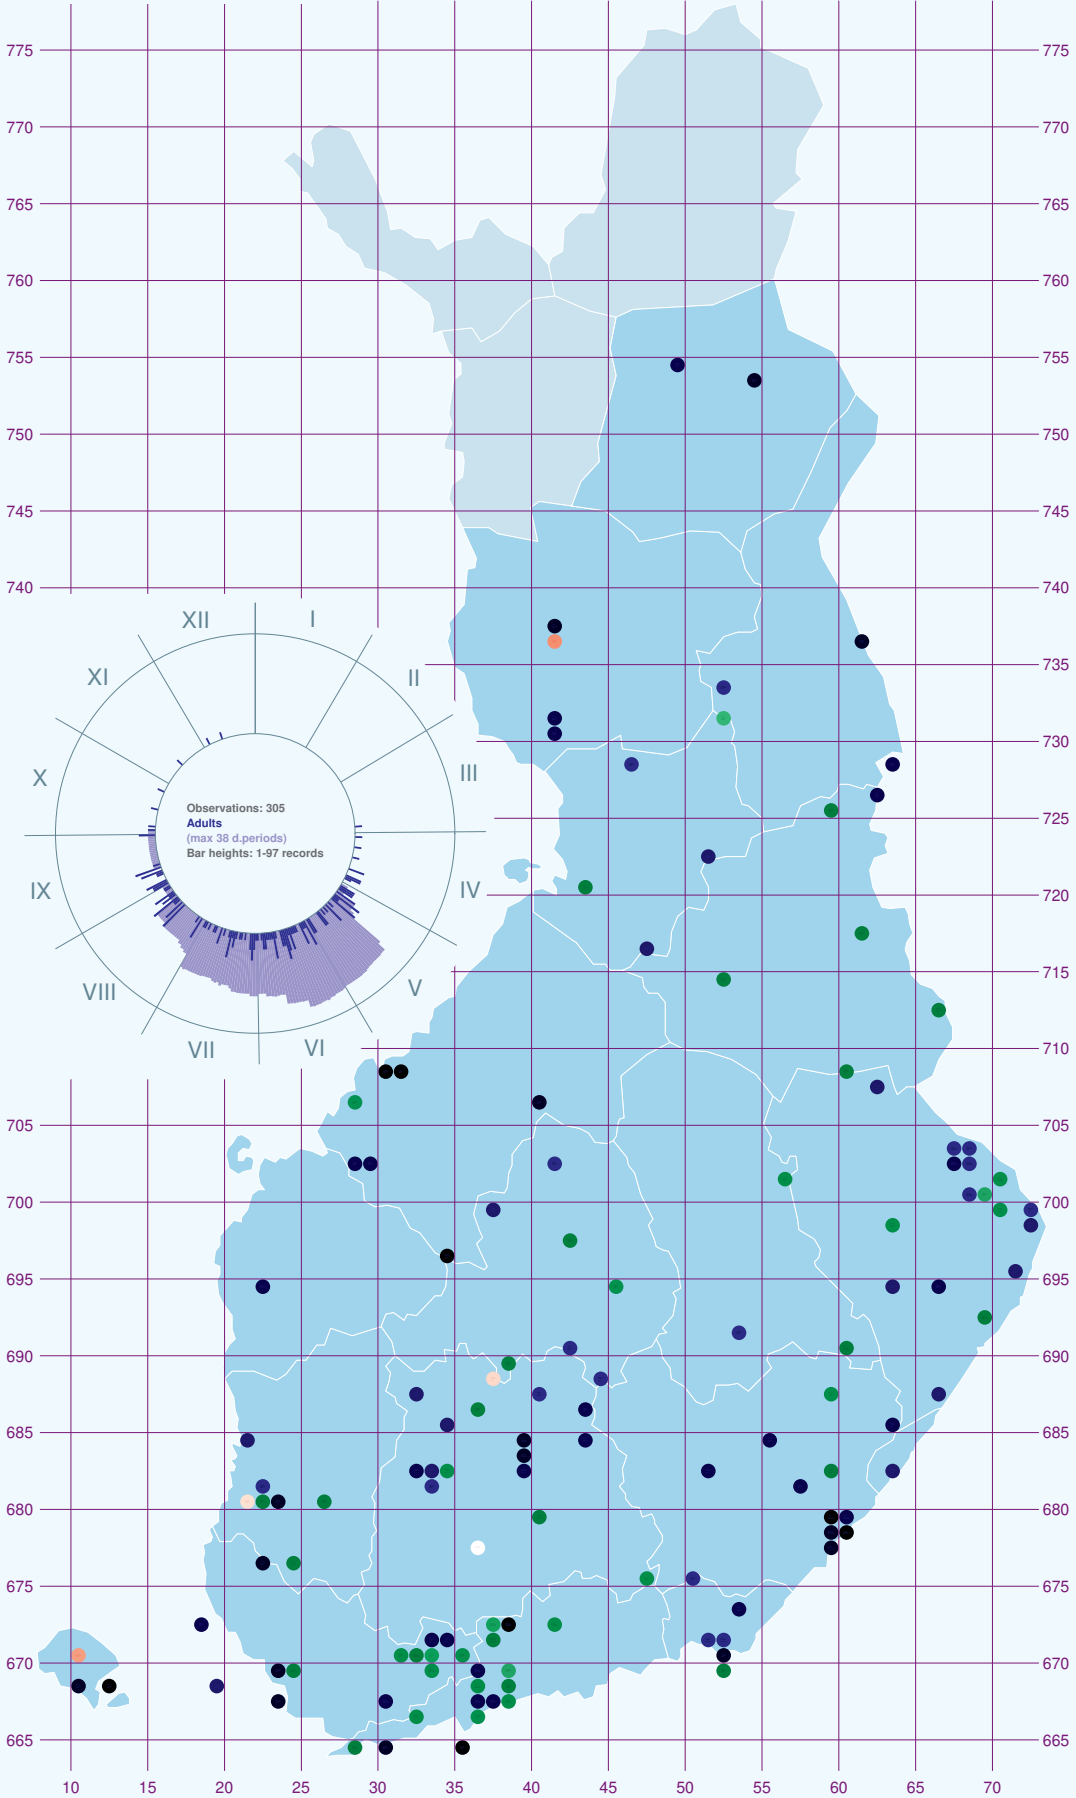 775 775
770 770
765 765
760 760
755 755
750 750
745 745
740 740
XII I
XI II
735 735
730 730
X III
Observations: 305
Adults
(max 38 d.periods)
Bar heights: 1-97 records
725 725
IX IV
720 720
VIII V
715 715
VII VI
710 710
705 705
700 700
695 695
690 690
685 685
680 680
675 675
670 670
665 665
10 15 20 25 30 35 40 45 50 55 60 65 70